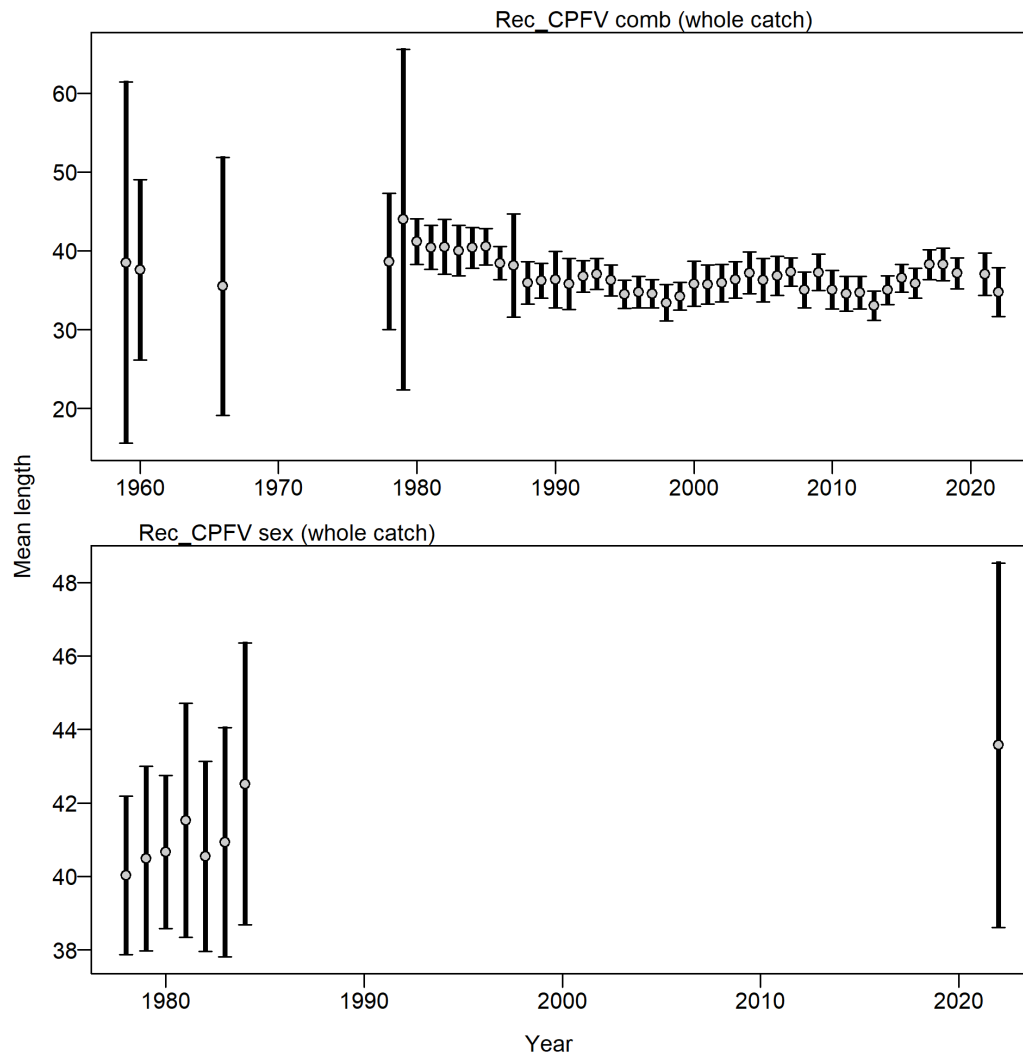 Rec_CPFV comb (whole catch)
60
50
40
30
20
1960 1970 1980 1990 2000 2010 2020
Mean length
Rec_CPFV sex (whole catch)
48
46
44
42
40
38
1980 1990 2000 2010 2020
Year